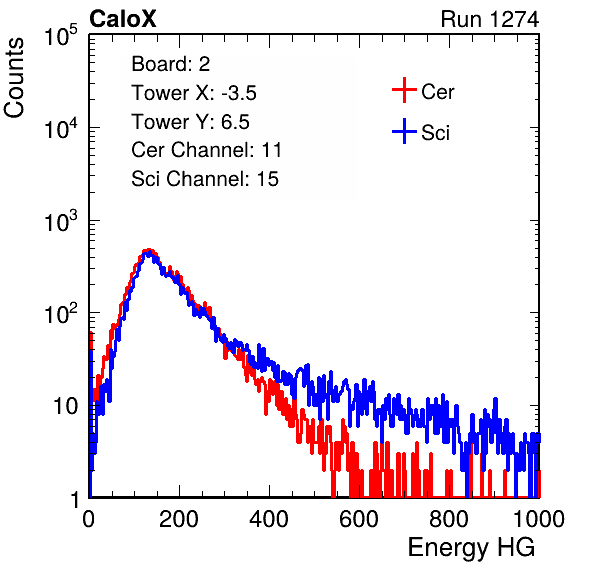 CaloX Run 1274
Counts
Board: 2
Tower X: -3.5
Tower Y: 6.5
Cer Channel: 11
Sci Channel: 15
Cer
Sci
10^5
10^4
10^3
10^2
10
1
0 200 400 600 800 1000
Energy HG